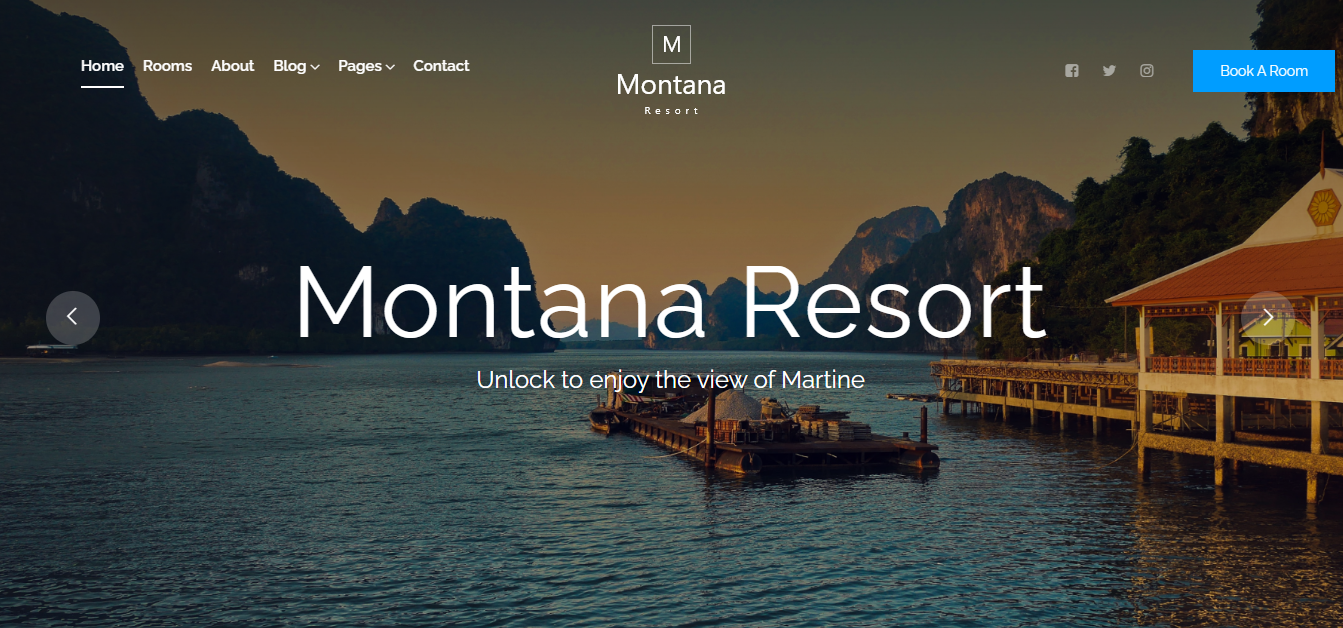 Home Rooms About Blog Pages Contact
M
Montana
Resort
Book A Room
Montana Resort
Unlock to enjoy the view of Martine